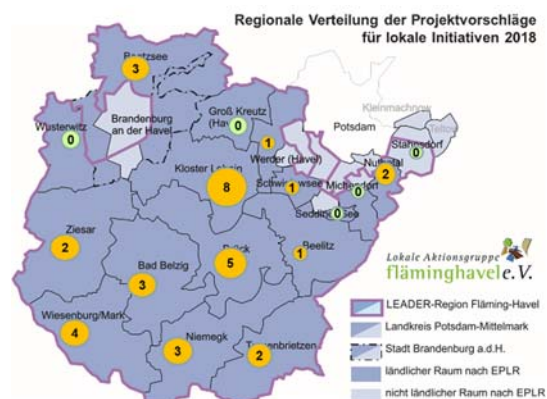 Regionale Verteilung der Projektvorschläge
für lokale Initiativen 2018
3
Kleinmachnow
Wusterwitz
0
Brandenburg
an der Havel
Groß Kreutz
(Havel)
0
Potsdam
Teltow
Stahnsdorf
0
1
Werder (Havel)
Nuthetal
2
Kloster Lehnin
8
1
Michendorf
0
Seddiner See
0
Ziesar
2
5
Beelitz
1
Bad Belzig
3
Wiesenburg/Mark
4
Niemegk
3
2
Lokale Aktionsgruppe
fläminghavel e.V.
LEADER-Region Fläming-Havel
Landkreis Potsdam-Mittelmark
Stadt Brandenburg a.d.H.
ländlicher Raum nach EPLR
nicht ländlicher Raum nach EPLR